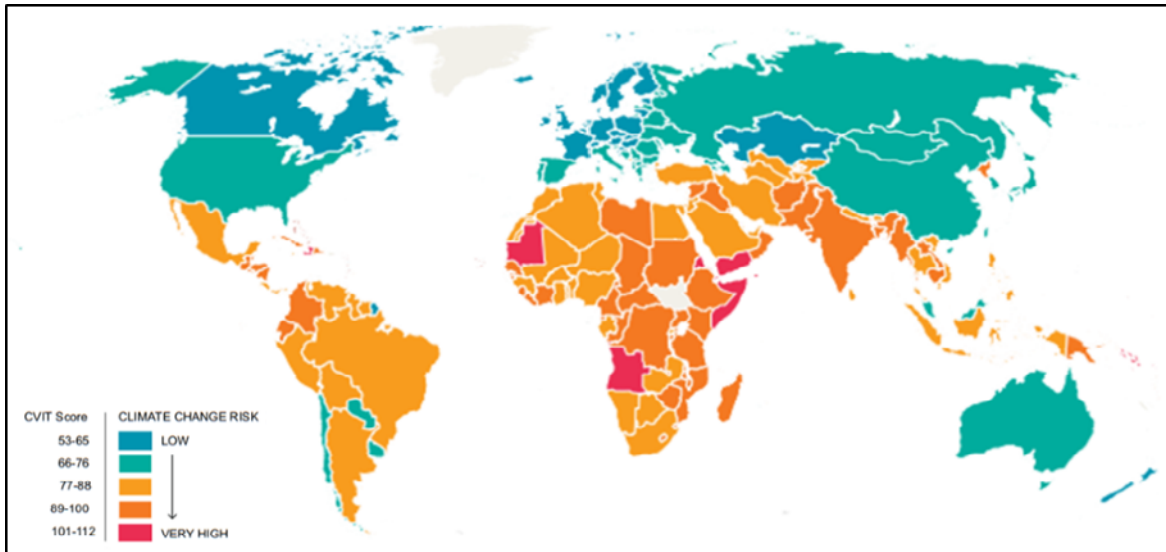 CVIT Score CLIMATE CHANGE RISK
53-65 LOW
66-76
77-88
89-100
101-112 VERY HIGH